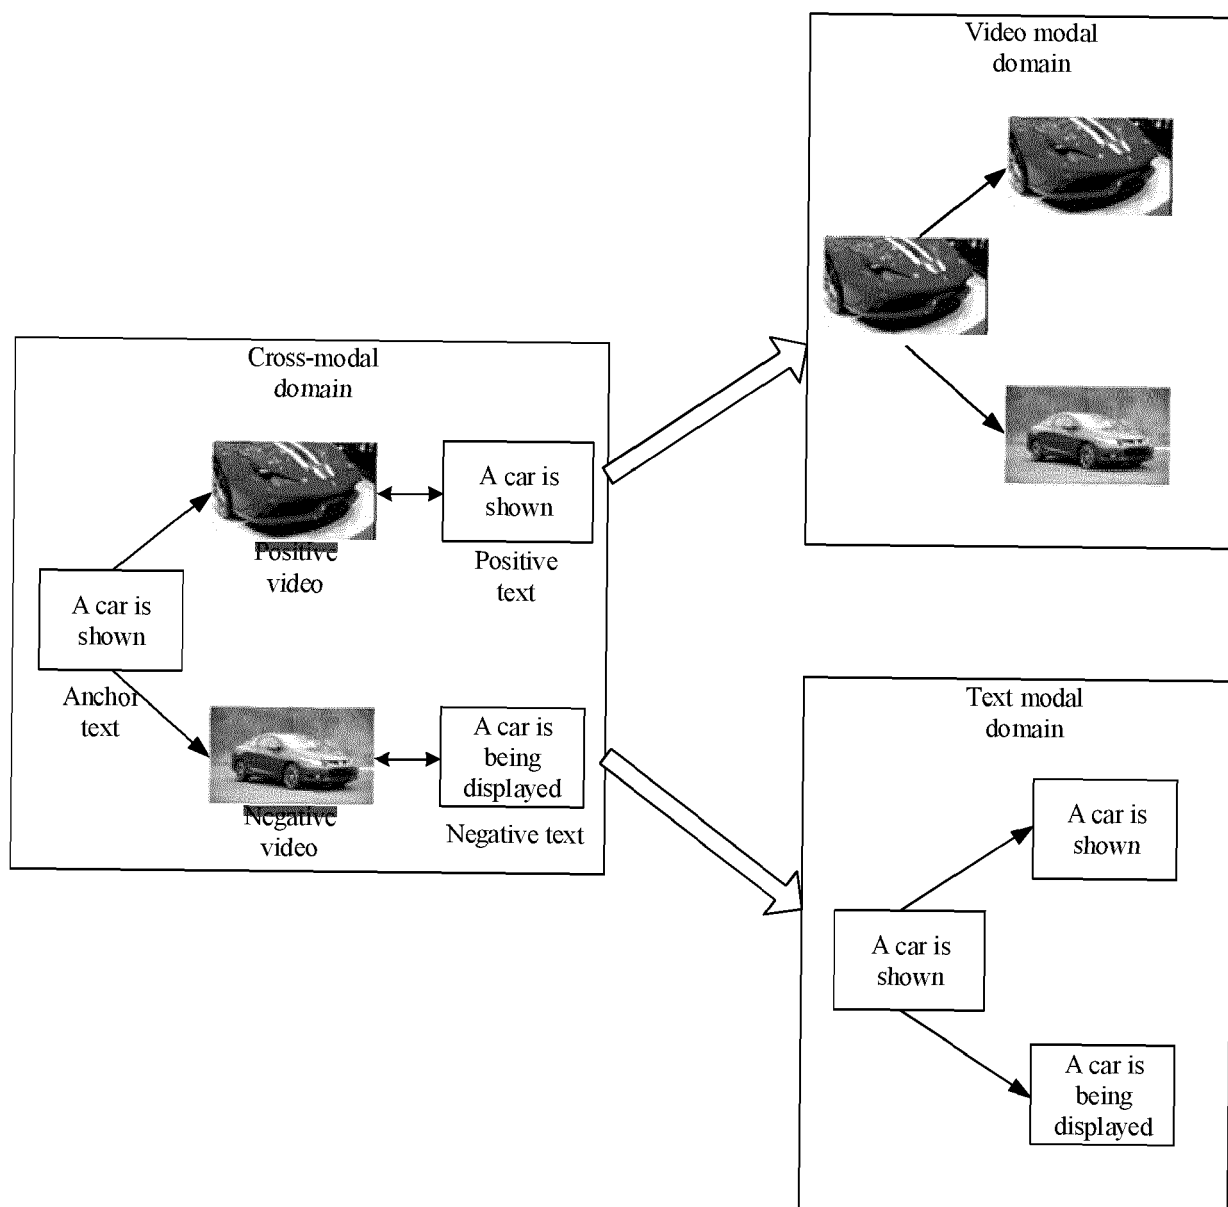 Video modal
domain
Cross-modal
domain
A car is
shown
Positive
video
Positive
text
A car is
shown
Anchor
text
A car is
being
displayed
Negative
video
Negative text
Text modal
domain
A car is
shown
A car is
shown
A car is
being
displayed